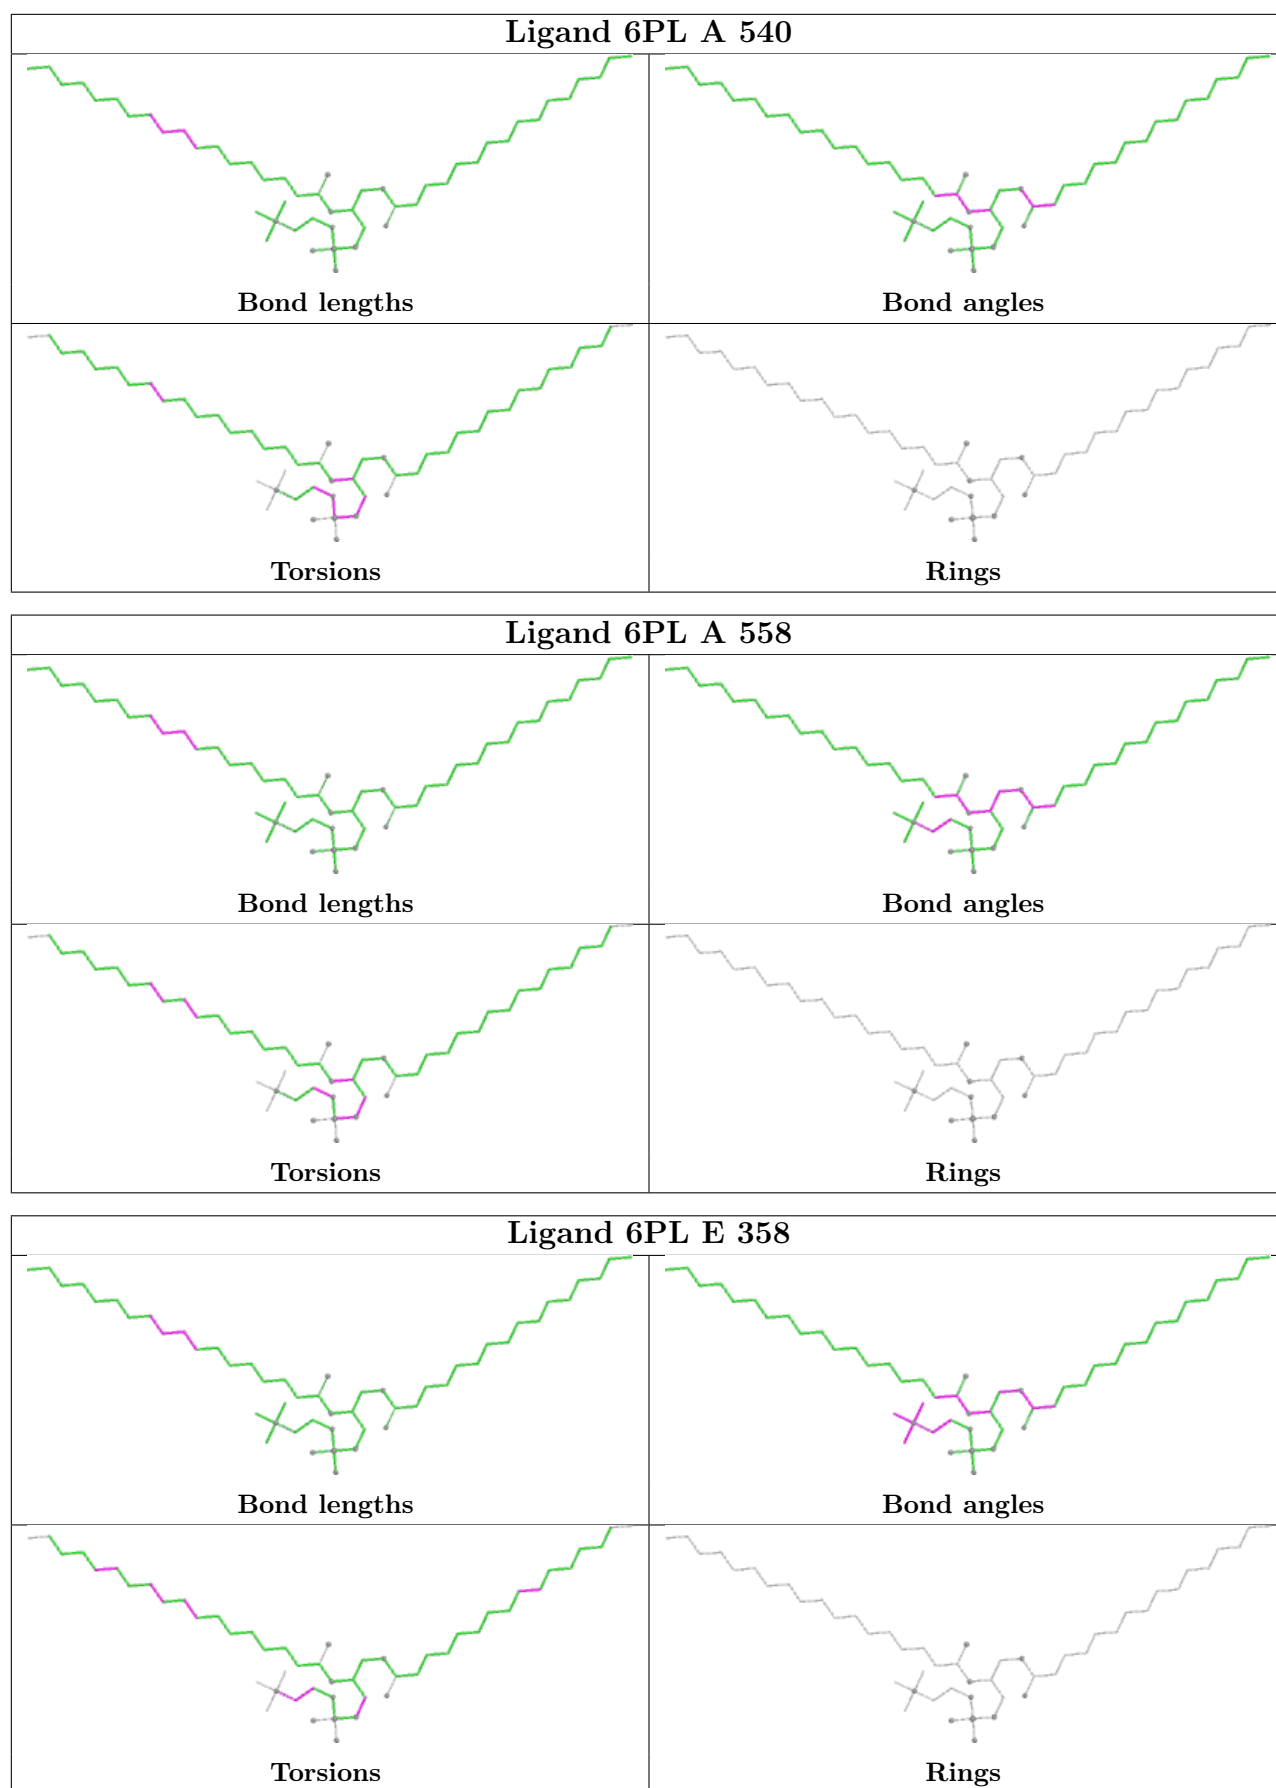 Ligand 6PL A 540
Bond lengths
Bond angles
Torsions
Rings
Ligand 6PL A 558
Bond lengths
Bond angles
Torsions
Rings
Ligand 6PL E 358
Bond lengths
Bond angles
Torsions
Rings